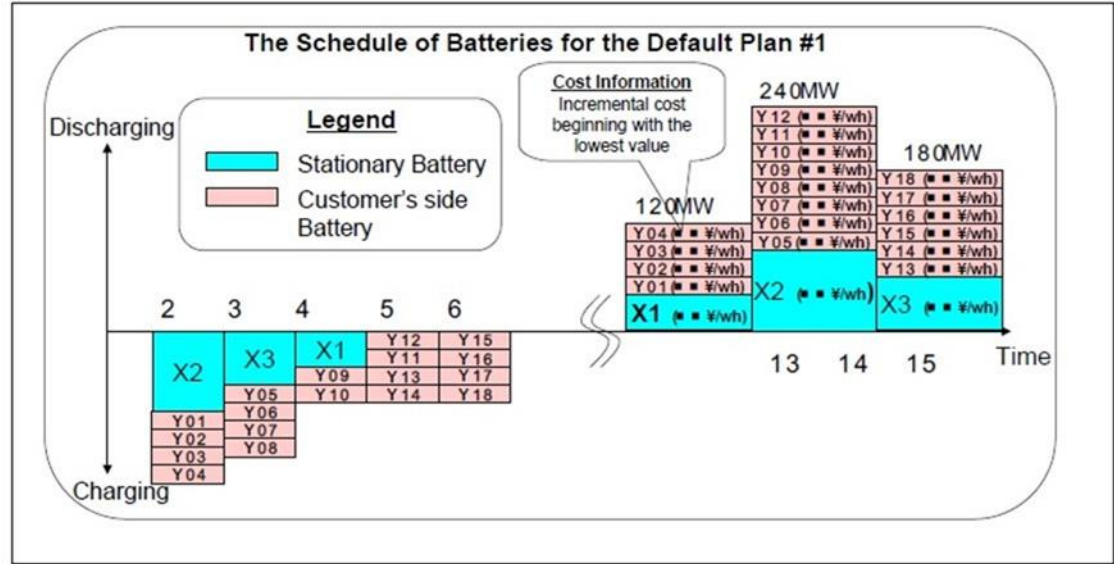 The Schedule of Batteries for the Default Plan #1
Cost Information
Incremental cost
beginning with the
lowest value
Discharging
Legend
Stationary Battery
Customer's side
Battery
120MW
240MW
180MW
Y04(■ ■ ¥/wh)
Y03(■ ■ ¥/wh)
Y02(■ ■ ¥/wh)
Y01(■ ■ ¥/wh)
X1 (■ ■ ¥/wh)
Y12 (■ ■ ¥/wh)
Y11 (■ ■ ¥/wh)
Y10 (■ ■ ¥/wh)
Y09 (■ ■ ¥/wh)
Y08 (■ ■ ¥/wh)
Y07 (■ ■ ¥/wh)
Y06 (■ ■ ¥/wh)
Y05 (■ ■ ¥/wh)
X2 (■ ■ ¥/wh)
Y18 (■ ■ ¥/wh)
Y17 (■ ■ ¥/wh)
Y16 (■ ■ ¥/wh)
Y15 (■ ■ ¥/wh)
Y14 (■ ■ ¥/wh)
Y13 (■ ■ ¥/wh)
X3 (■ ■ ¥/wh)
2 3 4 5 6
X2
Y01
Y02
Y03
Y04
X3
Y05
Y06
Y07
Y08
X1
Y09
Y10
Y12
Y11
Y13
Y14
Y15
Y16
Y17
Y18
Time
13 14 15
Charging